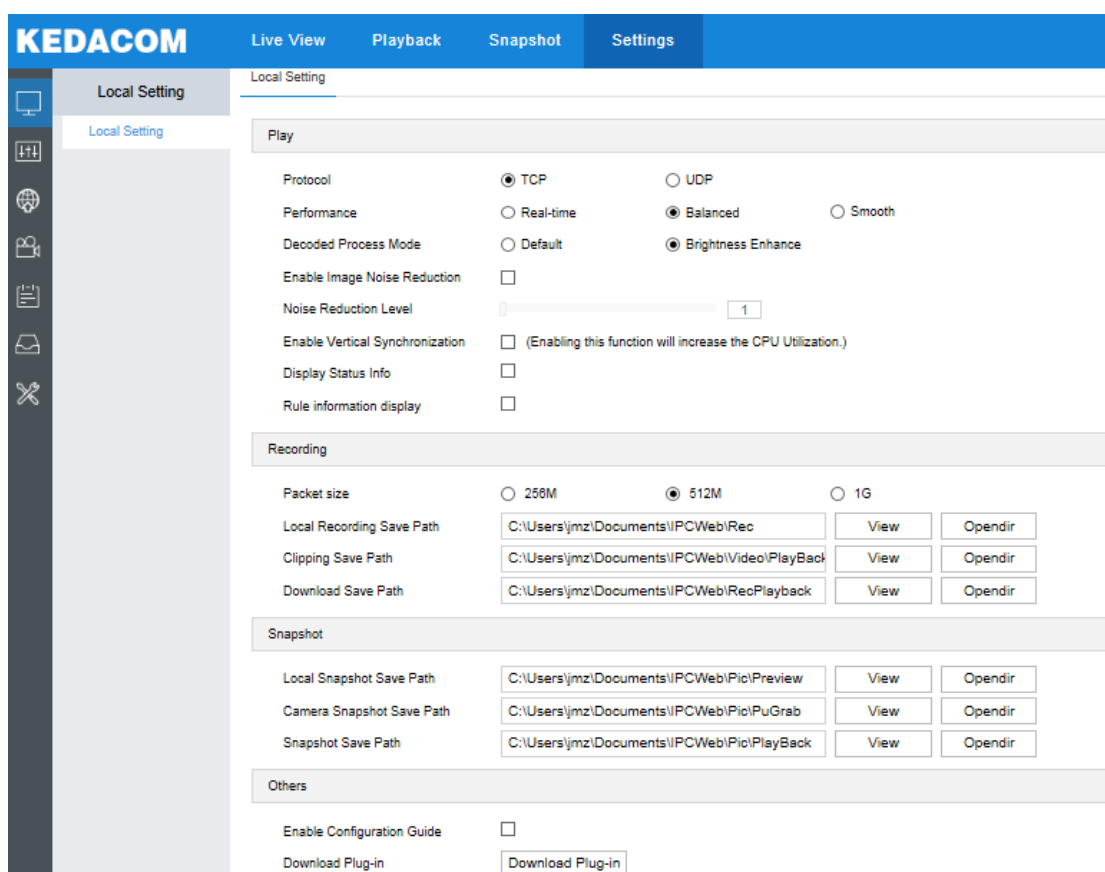 KEDACOM Live View Playback Snapshot Settings
Local Setting
Local Setting
Local Setting
Play
Protocol TCP UDP
Performance Real-time Balanced Smooth
Decoded Process Mode Default Brightness Enhance
Enable Image Noise Reduction
Noise Reduction Level 1
Enable Vertical Synchronization (Enabling this function will increase the CPU Utilization.)
Display Status Info
Rule information display
Recording
Packet size 256M 512M 1G
Local Recording Save Path C:\Users\jmz\Documents\IPCWeb\Rec View Opendir
Clipping Save Path C:\Users\jmz\Documents\IPCWeb\Video\PlayBack View Opendir
Download Save Path C:\Users\jmz\Documents\IPCWeb\RecPlayback View Opendir
Snapshot
Local Snapshot Save Path C:\Users\jmz\Documents\IPCWeb\Pic\Preview View Opendir
Camera Snapshot Save Path C:\Users\jmz\Documents\IPCWeb\Pic\PuGrab View Opendir
Snapshot Save Path C:\Users\jmz\Documents\IPCWeb\Pic\PlayBack View Opendir
Others
Enable Configuration Guide
Download Plug-in Download Plug-in